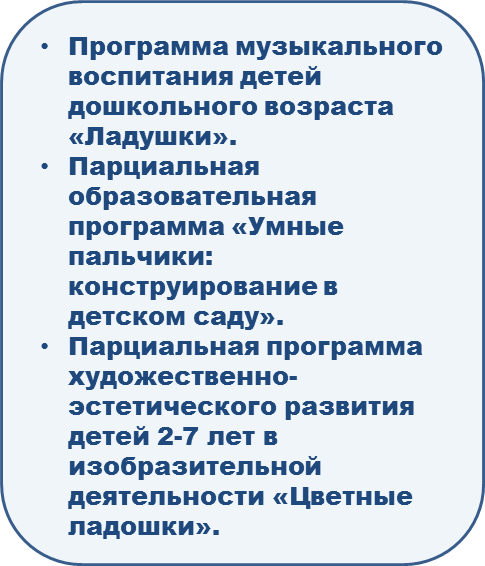 • Программа музыкального
воспитания детей
дошкольного возраста
«Ладушки».
• Парциальная
образовательная
программа «Умные
пальчики:
конструирование в
детском саду».
• Парциальная программа
художественно-
эстетического развития
детей 2-7 лет в
изобразительной
деятельности «Цветные
ладошки».